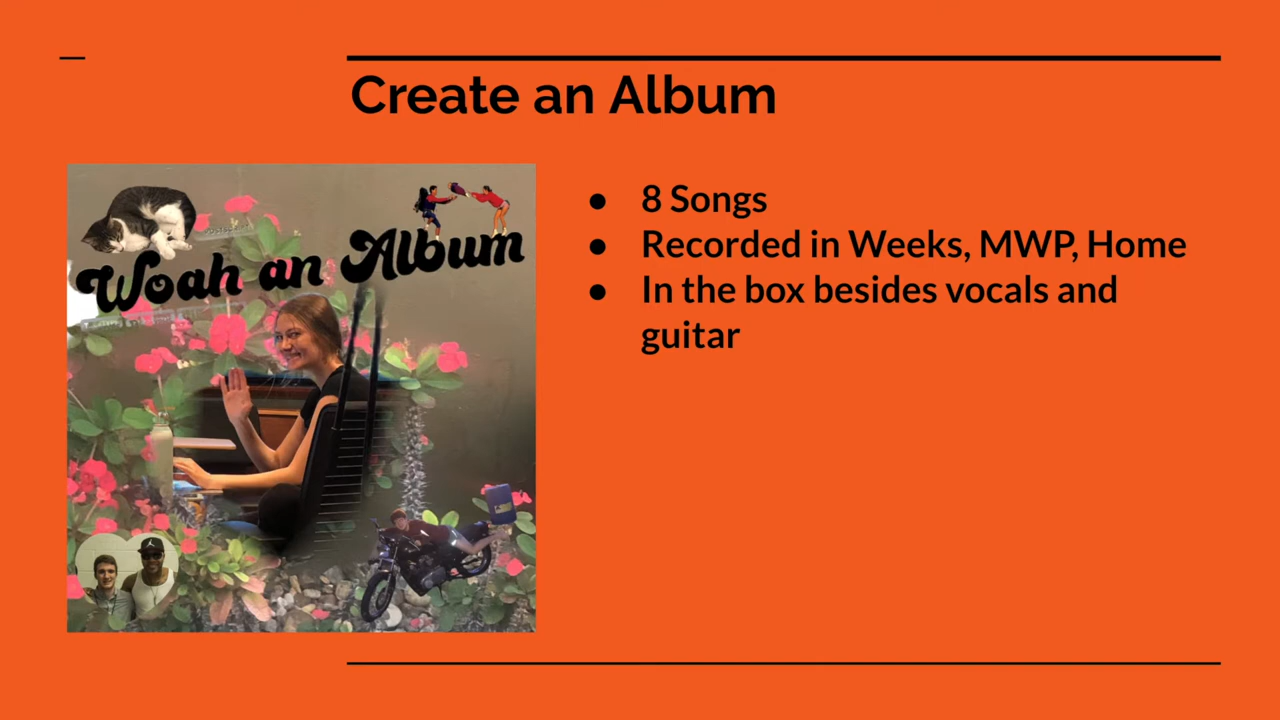 Create an Album
Woah an Album
● 8 Songs
● Recorded in Weeks, MWP, Home
● In the box besides vocals and
guitar